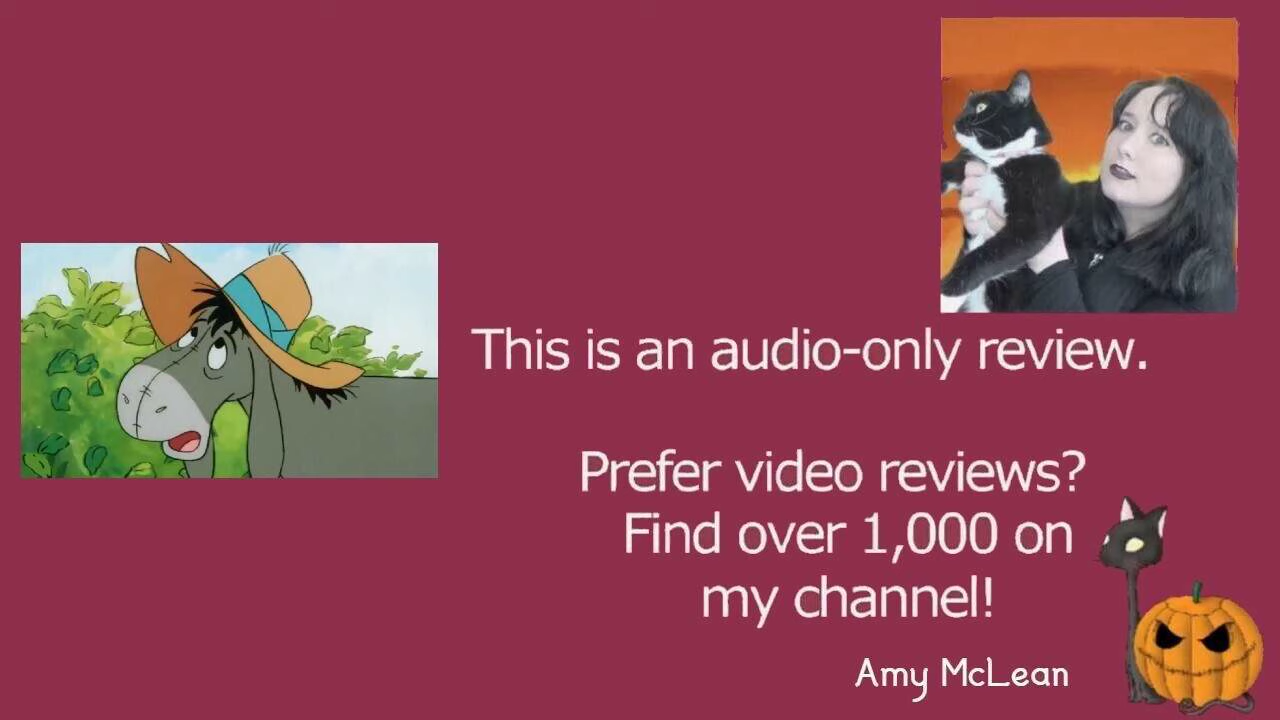 This is an audio-only review.
Prefer video reviews?
Find over 1,000 on
my channel!
Amy McLean